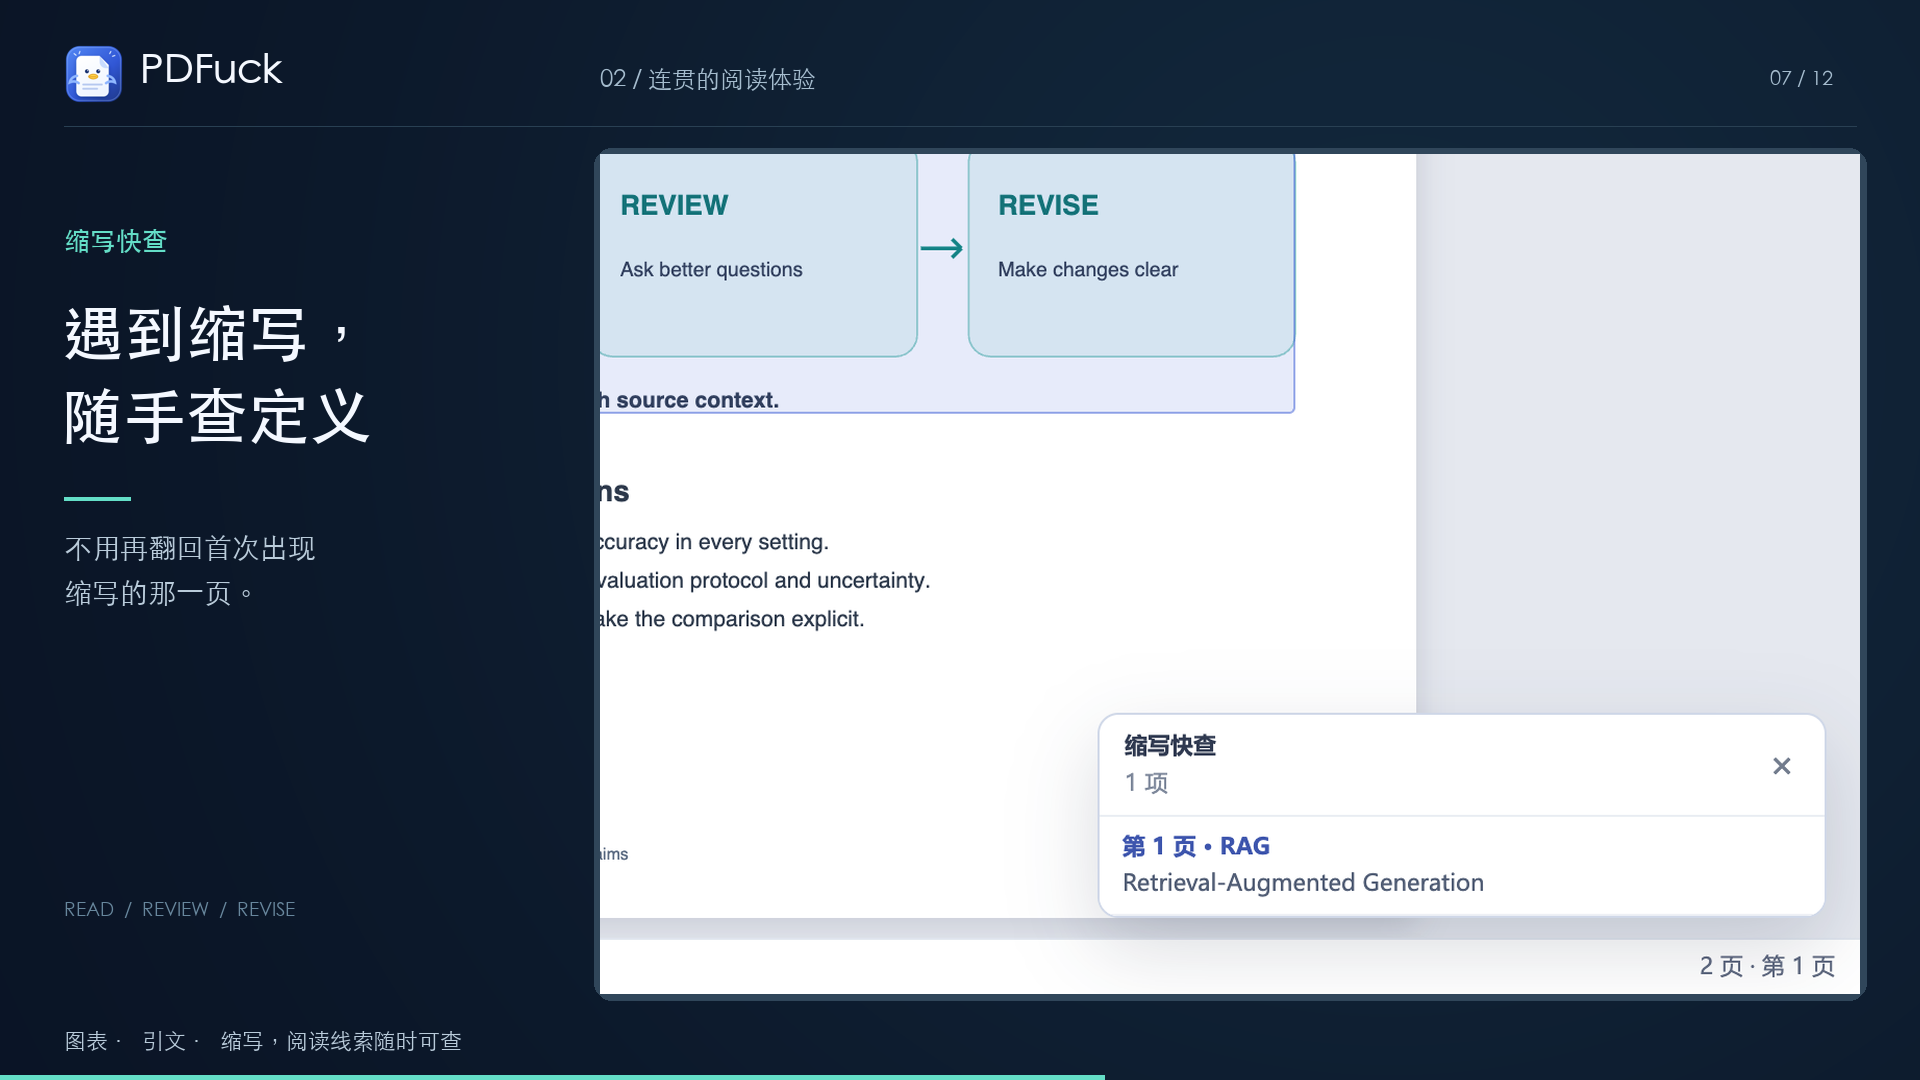 PDFuck
02 / 连贯的阅读体验
07 / 12
缩写快查
遇到缩写，
随手查定义
不用再翻回首次出现
缩写的那一页。
READ / REVIEW / REVISE
图表 · 引文 · 缩写，阅读线索随时可查
REVIEW
Ask better questions
→
REVISE
Make changes clear
h source context.
ns
ccuracy in every setting.
valuation protocol and uncertainty.
ake the comparison explicit.
aims
缩写快查
1 项
×
第 1 页 • RAG
Retrieval-Augmented Generation
2 页 · 第 1 页